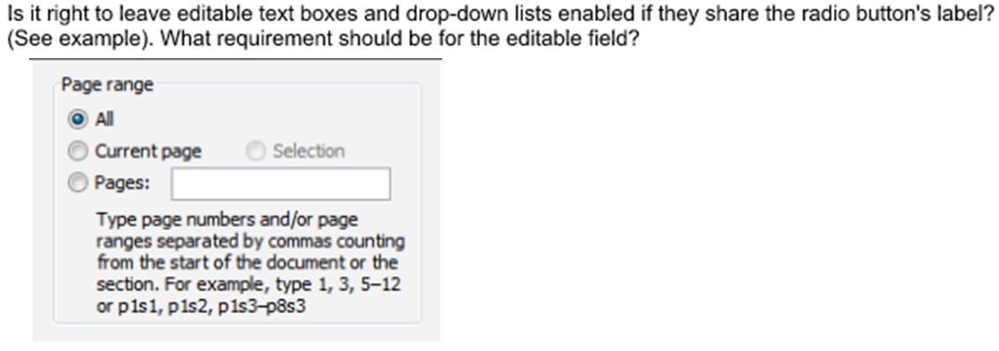 Is it right to leave editable text boxes and drop-down lists enabled if they share the radio button's label?
(See example). What requirement should be for the editable field?
Page range
All
Current page Selection
Pages:
Type page numbers and/or page
ranges separated by commas counting
from the start of the document or the
section. For example, type 1, 3, 5–12
or p1s1, p1s2, p1s3–p8s3